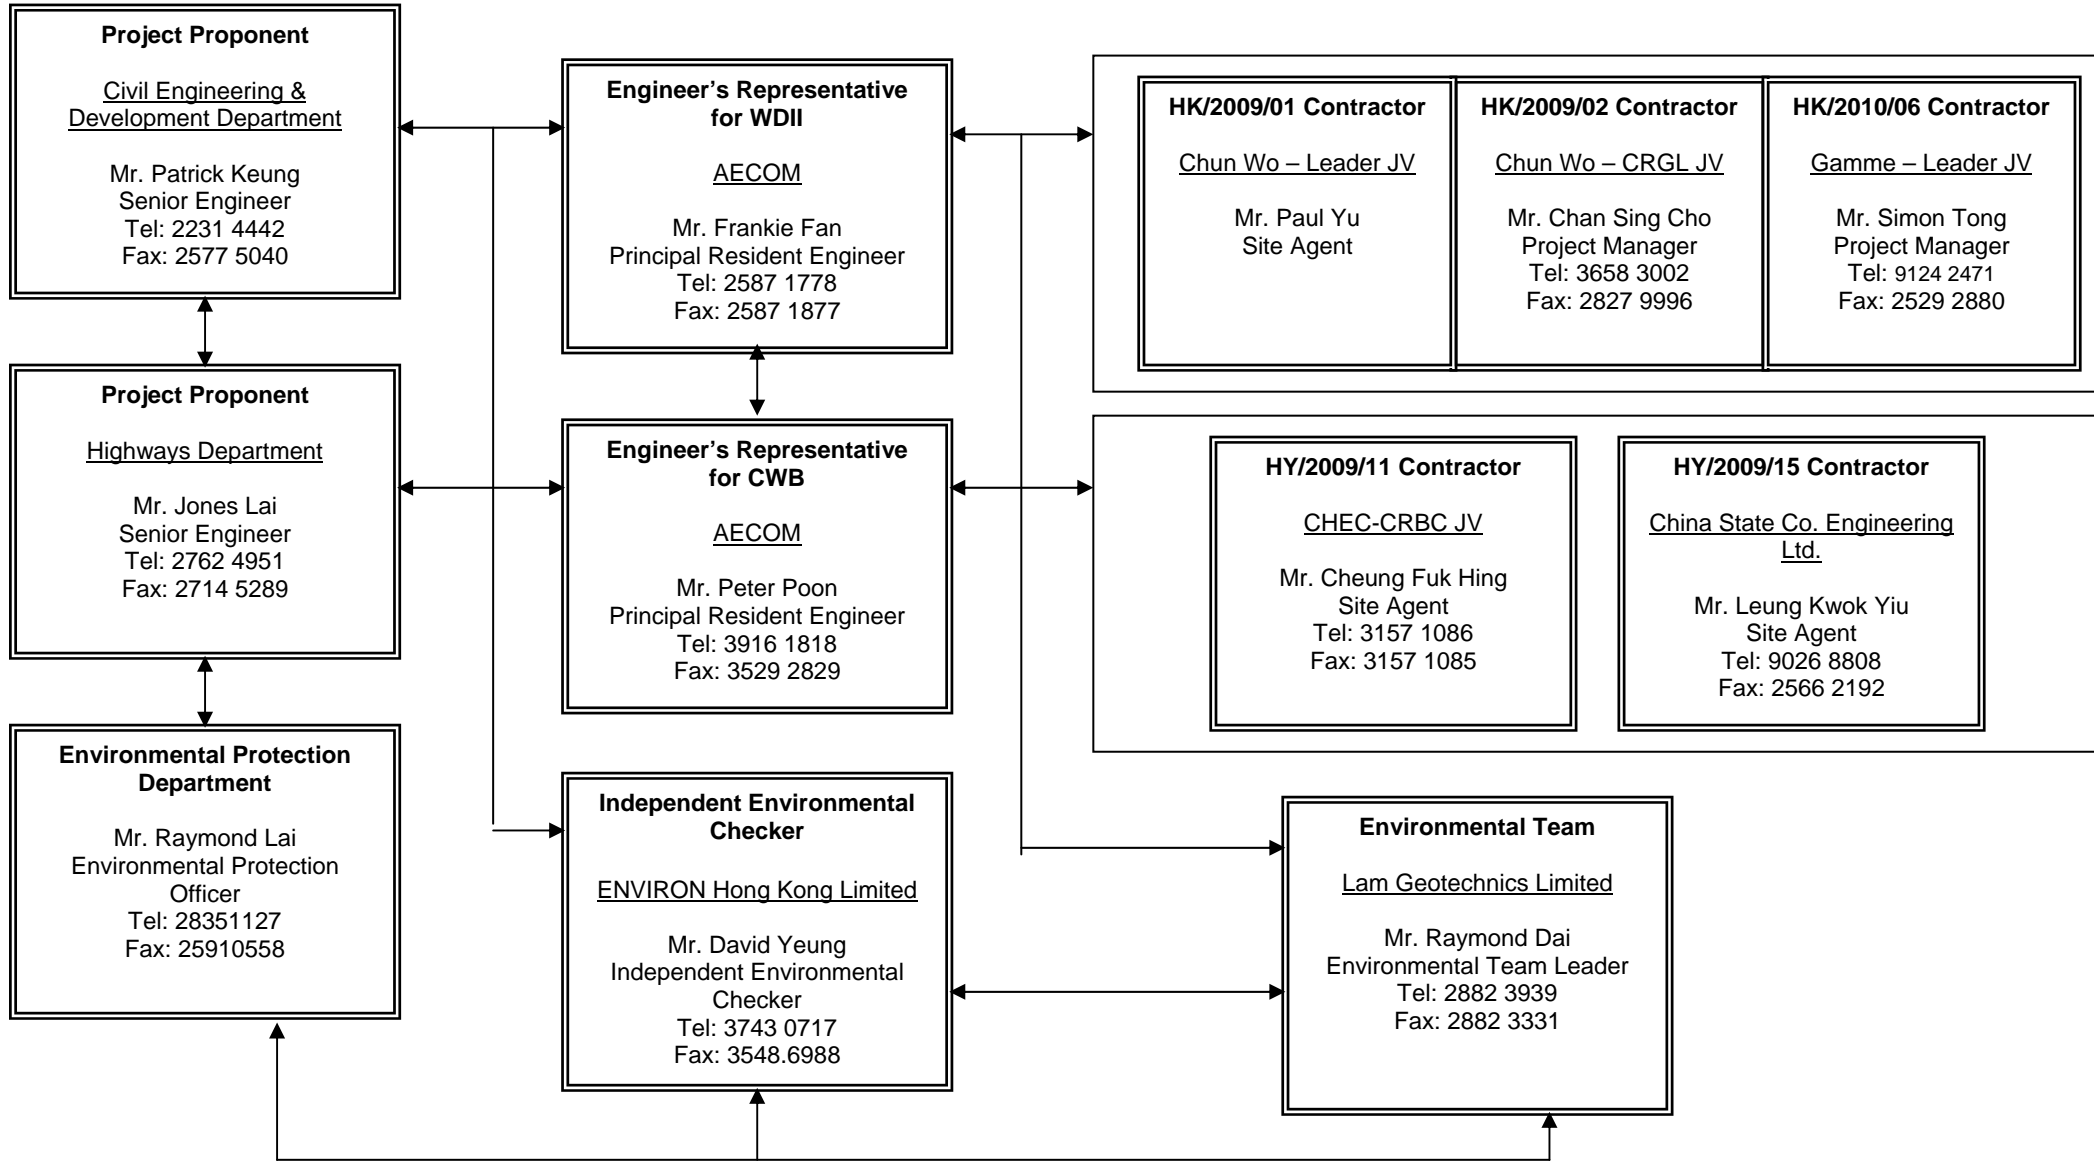 Project Proponent
Civil Engineering &
Development Department
Mr. Patrick Keung
Senior Engineer
Tel: 2231 4442
Fax: 2577 5040
Engineer’s Representative
for WDII
AECOM
Mr. Frankie Fan
Principal Resident Engineer
Tel: 2587 1778
Fax: 2587 1877
HK/2009/01 Contractor
Chun Wo – Leader JV
Mr. Paul Yu
Site Agent
HK/2009/02 Contractor
Chun Wo – CRGL JV
Mr. Chan Sing Cho
Project Manager
Tel: 3658 3002
Fax: 2827 9996
HK/2010/06 Contractor
Gamme – Leader JV
Mr. Simon Tong
Project Manager
Tel: 9124 2471
Fax: 2529 2880
Project Proponent
Highways Department
Mr. Jones Lai
Senior Engineer
Tel: 2762 4951
Fax: 2714 5289
Engineer’s Representative
for CWB
AECOM
Mr. Peter Poon
Principal Resident Engineer
Tel: 3916 1818
Fax: 3529 2829
HY/2009/11 Contractor
CHEC-CRBC JV
Mr. Cheung Fuk Hing
Site Agent
Tel: 3157 1086
Fax: 3157 1085
HY/2009/15 Contractor
China State Co. Engineering
Ltd.
Mr. Leung Kwok Yiu
Site Agent
Tel: 9026 8808
Fax: 2566 2192
Environmental Protection
Department
Mr. Raymond Lai
Environmental Protection
Officer
Tel: 28351127
Fax: 25910558
Independent Environmental
Checker
ENVIRON Hong Kong Limited
Mr. David Yeung
Independent Environmental
Checker
Tel: 3743 0717
Fax: 3548.6988
Environmental Team
Lam Geotechnics Limited
Mr. Raymond Dai
Environmental Team Leader
Tel: 2882 3939
Fax: 2882 3331